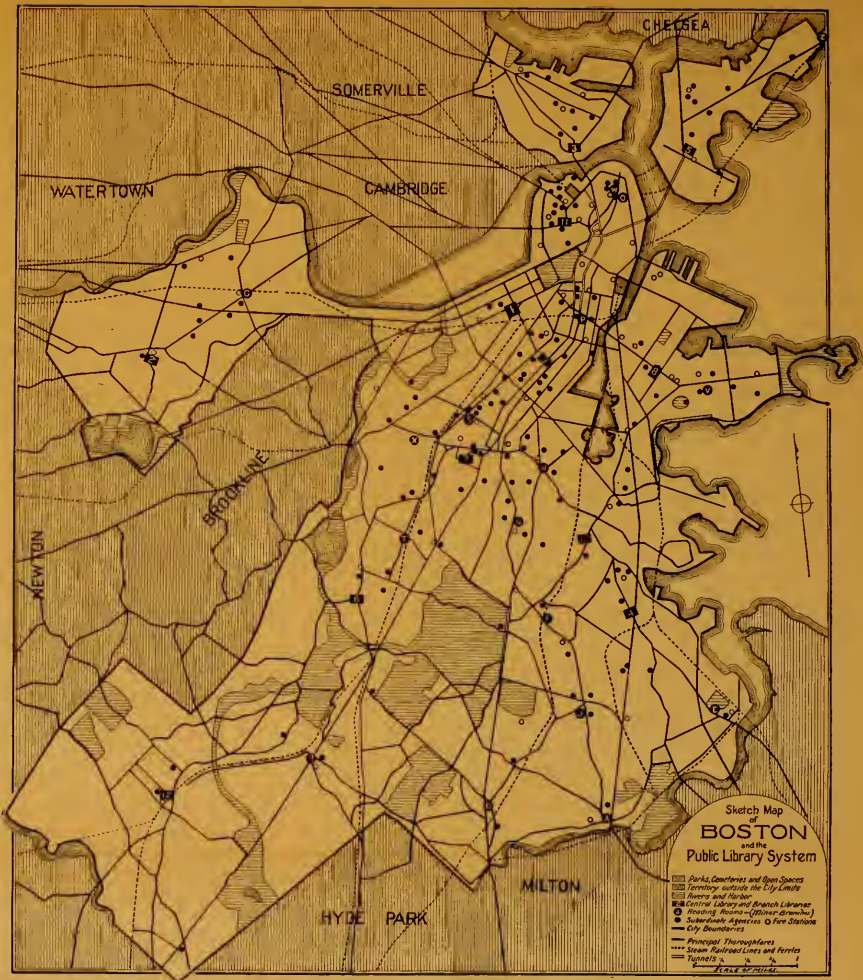 CHELSEA
SOMERVILLE
WATERTOWN
CAMBRIDGE
BROOKLINE
NEWTON
HYDE PARK
MILTON
Sketch Map
of
BOSTON
and the
Public Library System
Parks, Cemeteries and Open Spaces
Territory outside the City Limits
Rivers and Harbor
Central Library and Branch Libraries
Reading Rooms—(Minor Branches)
Subordinate Agencies Fire Stations
City Boundaries
Principal Thoroughfares
Steam Railroad Lines and Ferries
Tunnels
SCALE OF MILES